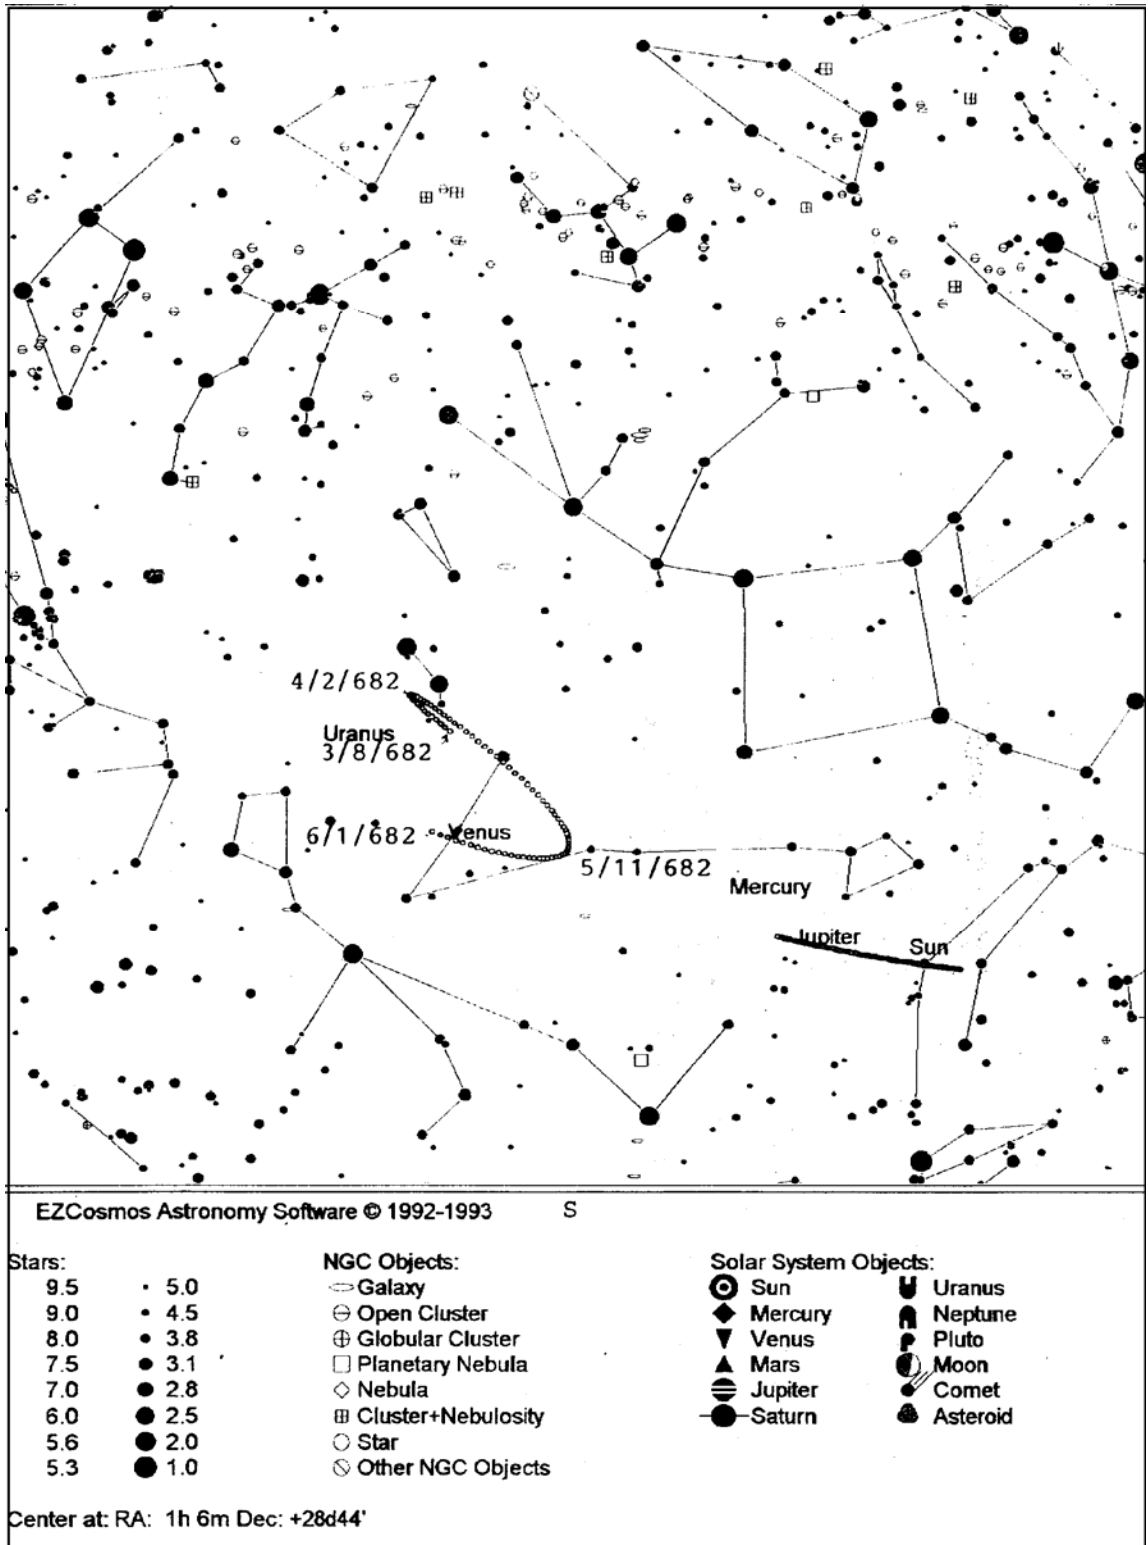 4/2/682
Uranus
3/8/682
6/1/682
Venus
5/11/682
Mercury
Jupiter
Sun
EZCosmos Astronomy Software © 1992-1993 S
Stars: NGC Objects: Solar System Objects:
9.5 5.0 Galaxy Sun Uranus
9.0 4.5 Open Cluster Mercury Neptune
8.0 3.8 Globular Cluster Venus Pluto
7.5 3.1 Planetary Nebula Mars Moon
7.0 2.8 Nebula Jupiter Comet
6.0 2.5 Cluster+Nebulosity Saturn Asteroid
5.6 2.0 Star
5.3 1.0 Other NGC Objects
Center at: RA: 1h 6m Dec: +28d44'